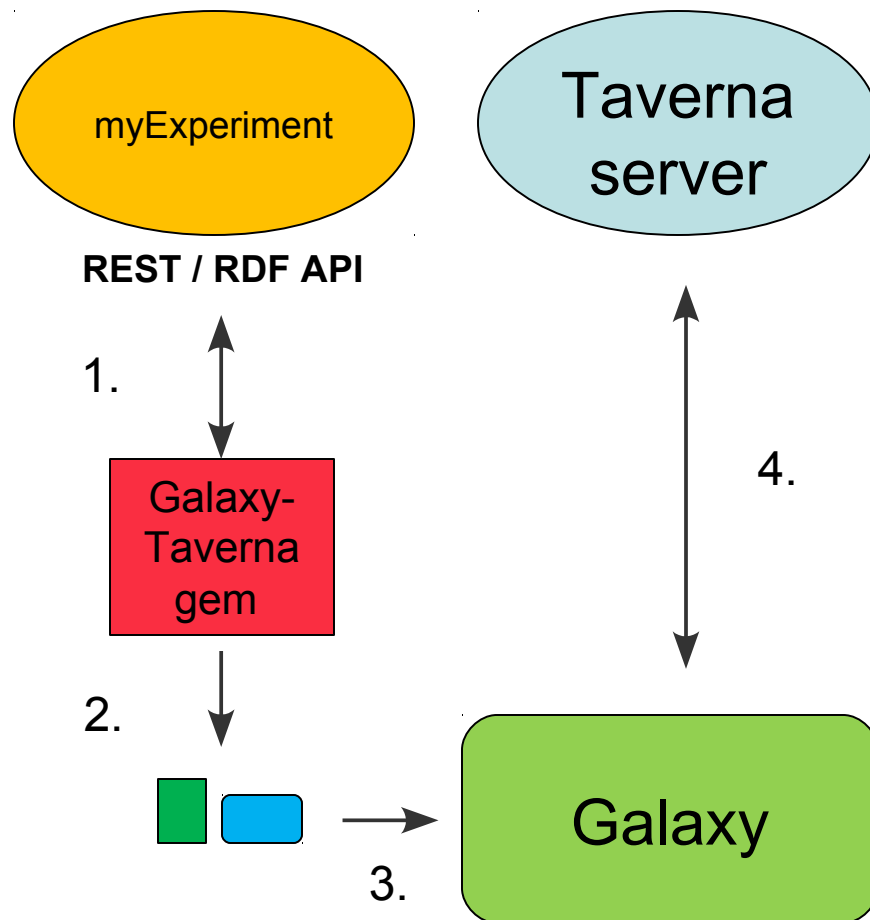 myExperiment
Taverna
server
REST / RDF API
1.
Galaxy-
Taverna
gem
4.
2.
Galaxy
3.